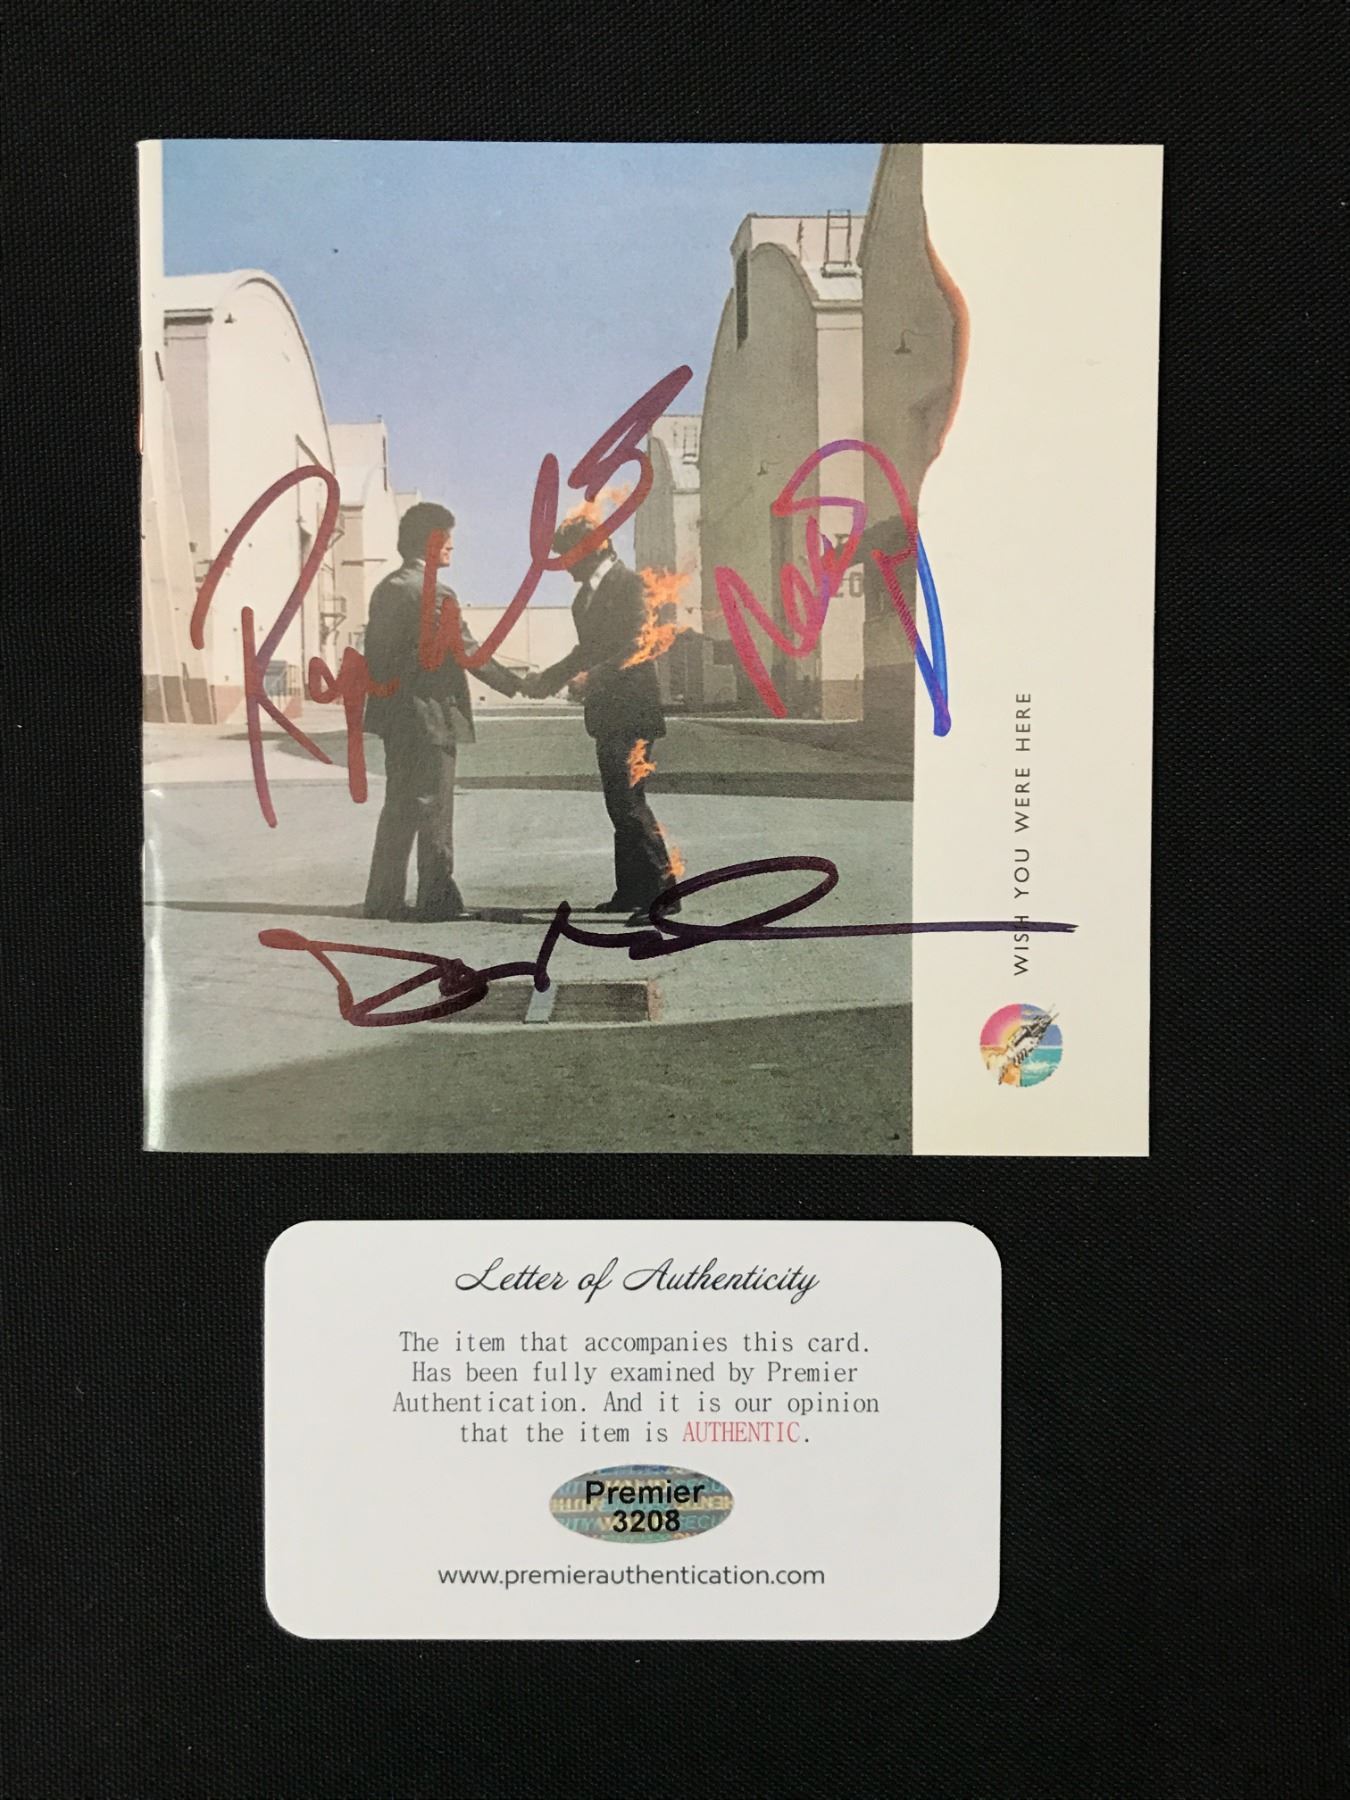 WISH YOU WERE HERE
Letter of Authenticity
The item that accompanies this card.
Has been fully examined by Premier
Authentication. And it is our opinion
that the item is AUTHENTIC.
Premier
3208
www.premierauthentication.com